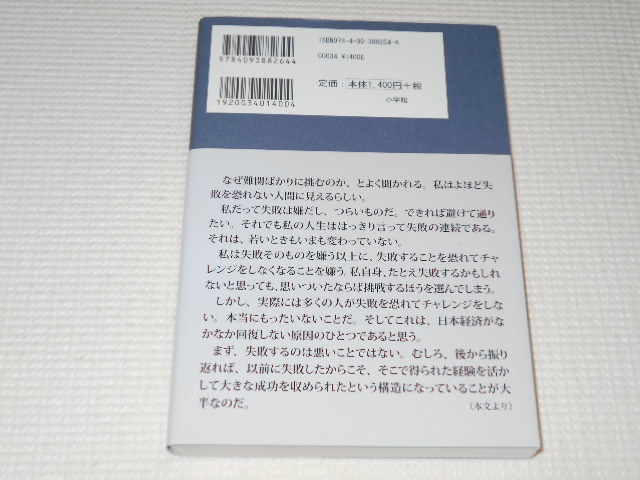 ISBN978-4-09-388264-4
C0034 ¥1400E
9784093882644
定価:本体1,400円+税
小学館
1920034014004
なぜ難関ばかりに挑むのか、とよく聞かれる。私はよほど失
敗を恐れない人間に見えるらしい。
私だって失敗は嫌だし、つらいものだ。できれば避けて通り
たい。それでも私の人生ははっきり言って失敗の連続である。
それは、若いときもいまも変わっていない。
私は失敗そのものを嫌う以上に、失敗することを恐れてチャ
レンジをしなくなることを嫌う。私自身、たとえ失敗するかもしれ
ないと思っても、思いついたならば挑戦するほうを選んでしまう。
しかし、実際には多くの人が失敗を恐れてチャレンジをしな
い。本当にもったいないことだ。そしてこれは、日本経済がな
かなか回復しない原因のひとつであると思う。
まず、失敗するのは悪いことではない。むしろ、後から振り
返れば、以前に失敗したからこそ、そこで得られた経験を活か
して大きな成功を収められたという構造になっていることが大
半なのだ。
（本文より）